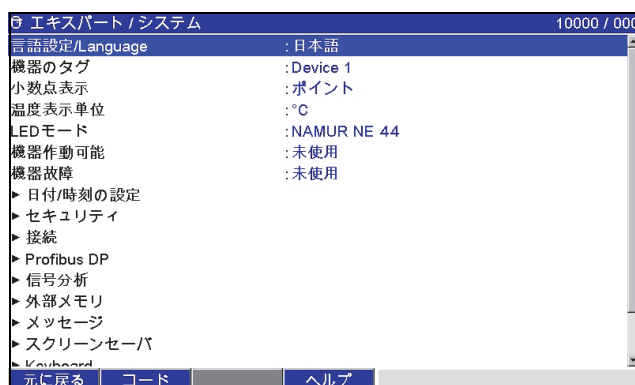 エキスパート / システム 10000 / 000
言語設定/Language :日本語
機器のタグ :Device 1
小数点表示 :ポイント
温度表示単位 :°C
LEDモード :NAMUR NE 44
機器作動可能 :未使用
機器故障 :未使用
► 日付/時刻の設定
► セキュリティ
► 接続
► Profibus DP
► 信号分析
► 外部メモリ
► メッセージ
► スクリーンセーバ
► Keyboard
元に戻る コード ヘルプ